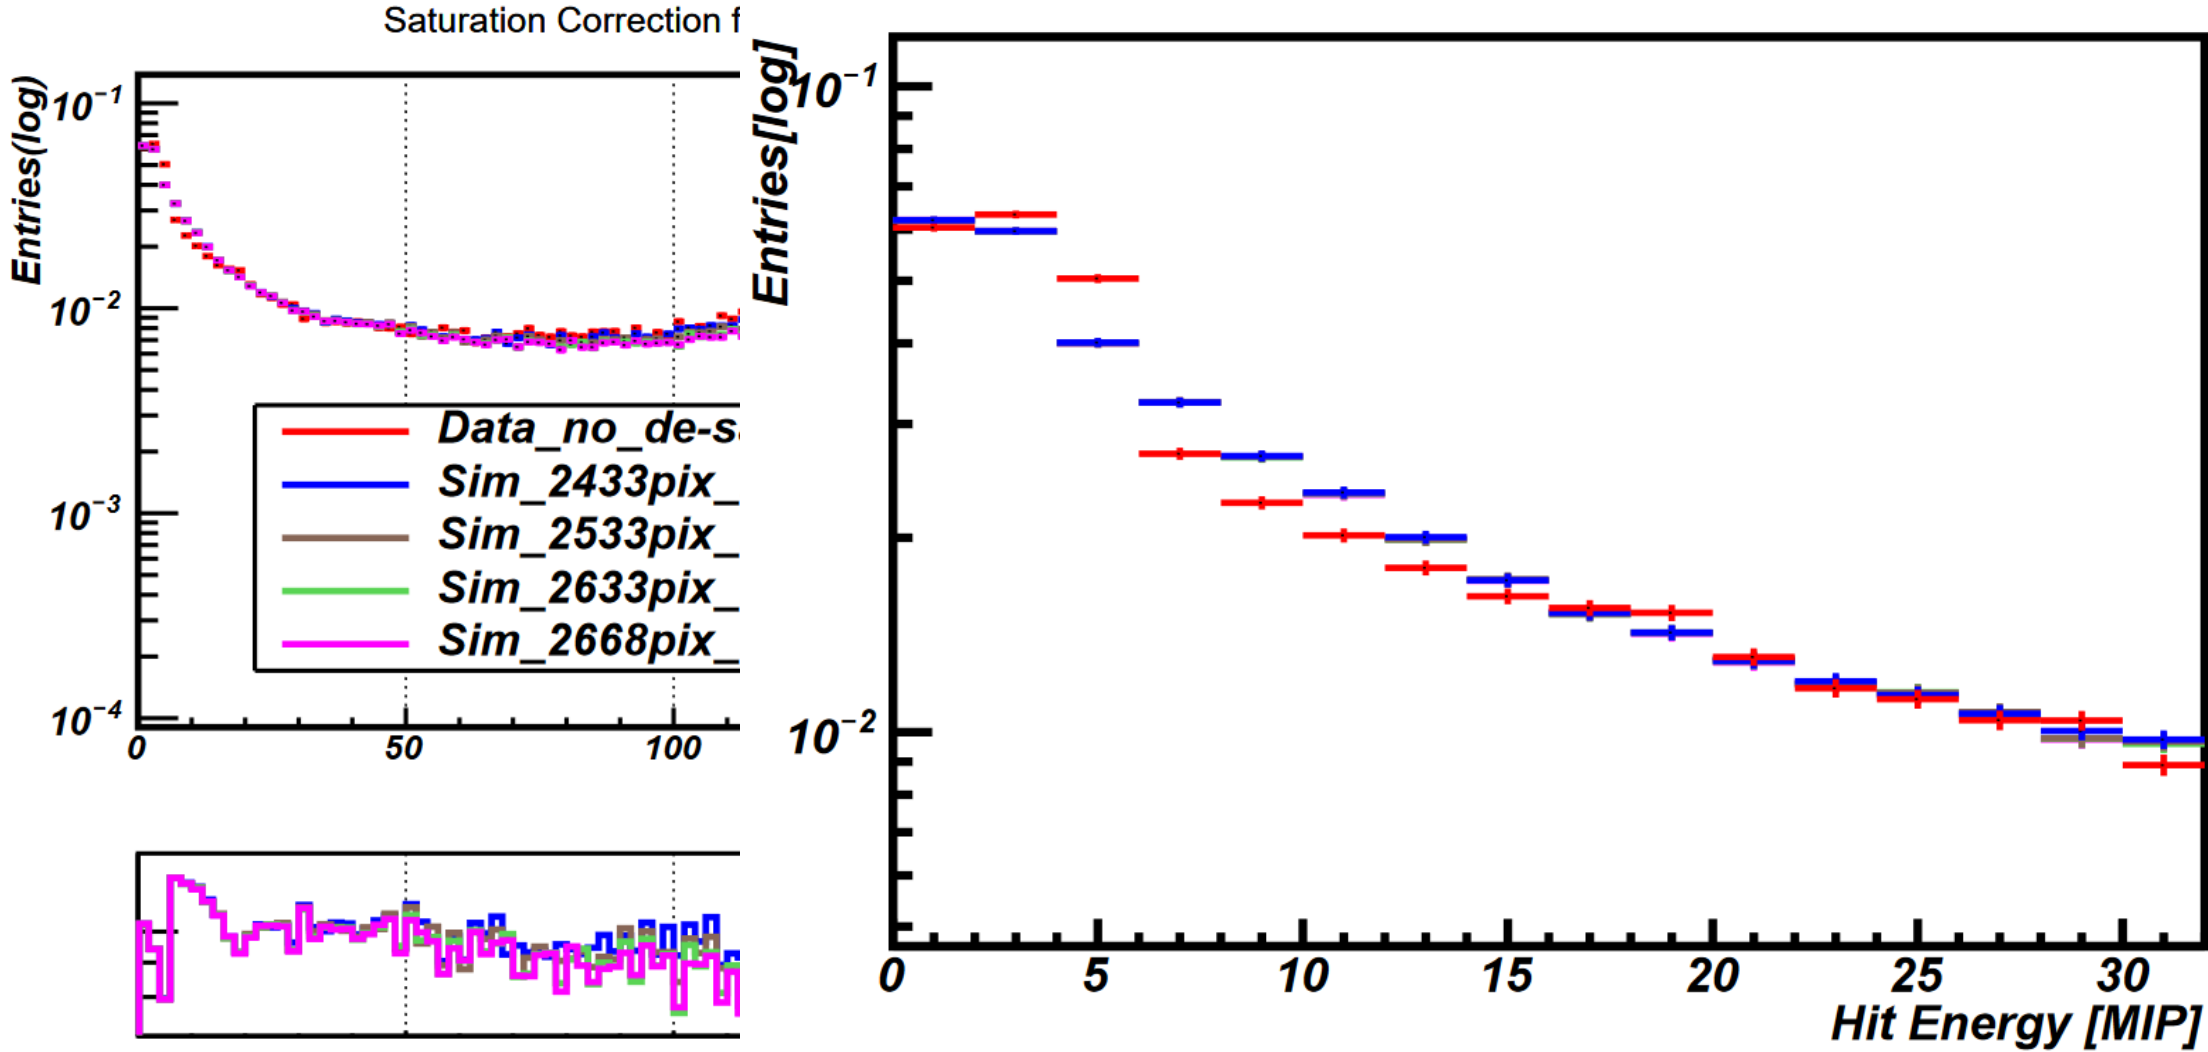 Saturation Correction f
Entries(log)
10⁻¹
10⁻²
10⁻³
10⁻⁴
Data_no_de-s
Sim_2433pix_
Sim_2533pix_
Sim_2633pix_
Sim_2668pix_
0 50 100
Entries[log]
10⁻¹
10⁻²
0 5 10 15 20 25 30
Hit Energy [MIP]